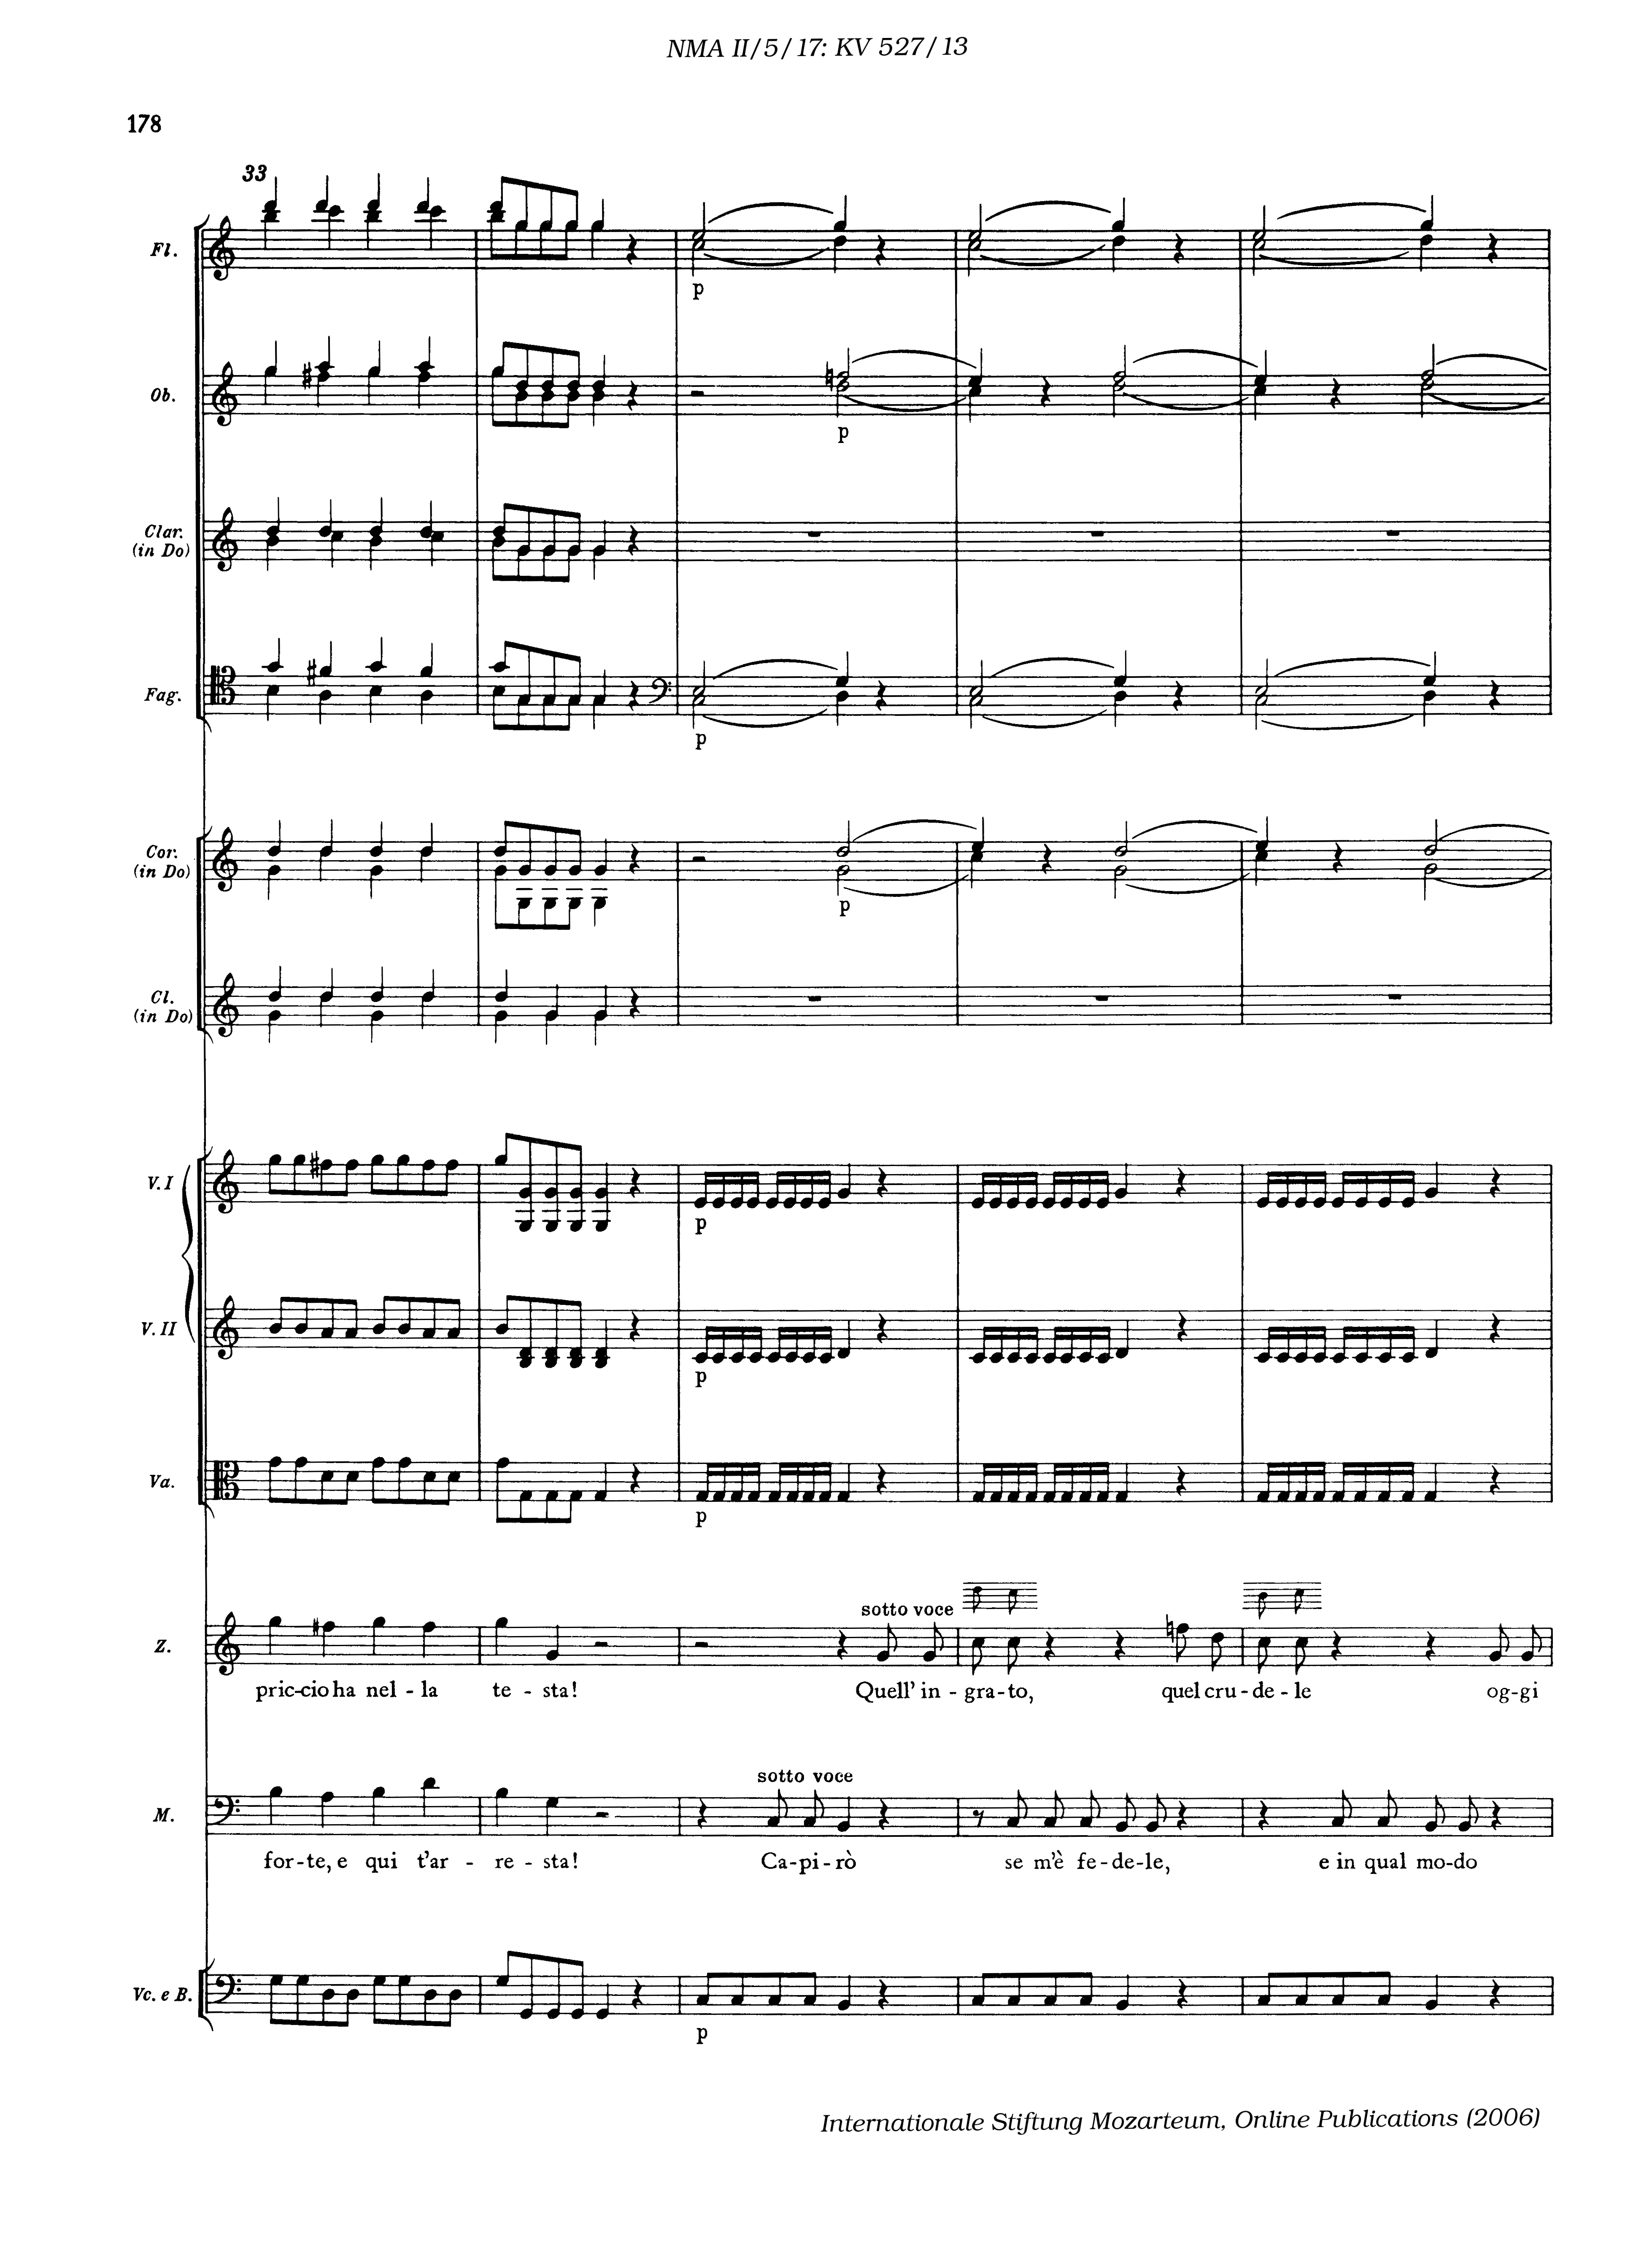 NMA II/5/17: KV 527/13
178
33
Fl.
p
Ob.
p
Clar.
(in Do)
Fag.
p
Cor.
(in Do)
p
Cl.
(in Do)
V. I
p
V. II
p
Va.
p
sotto voce
Z.
pric-cio ha nel - la te - sta! Quell' in - gra-to, quel cru - de - le og-gi
sotto voce
M.
for-te, e qui t'ar - re - sta! Ca-pi-rò se m'è fe-de-le, e in qual mo-do
Vc. e B.
p
Internationale Stiftung Mozarteum, Online Publications (2006)